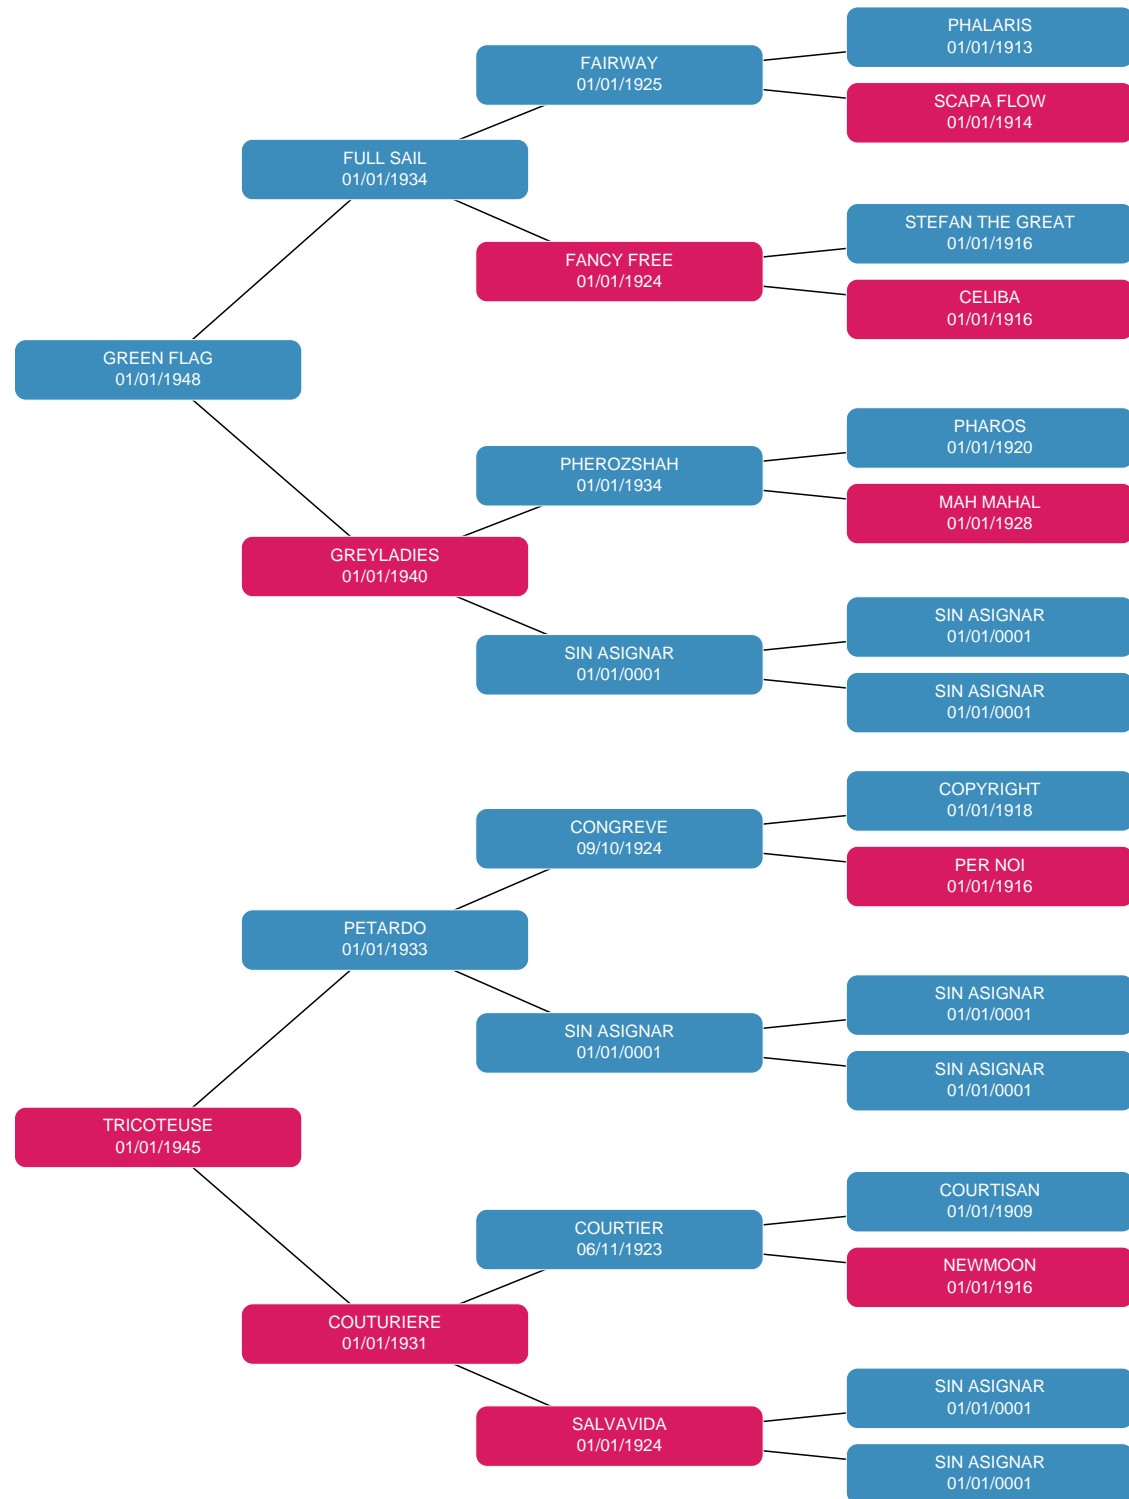 PHALARIS
01/01/1913
FAIRWAY
01/01/1925
SCAPA FLOW
01/01/1914
FULL SAIL
01/01/1934
STEFAN THE GREAT
01/01/1916
FANCY FREE
01/01/1924
CELIBA
01/01/1916
GREEN FLAG
01/01/1948
PHAROS
01/01/1920
PHEROZSHAH
01/01/1934
MAH MAHAL
01/01/1928
GREYLADIES
01/01/1940
SIN ASIGNAR
01/01/0001
SIN ASIGNAR
01/01/0001
SIN ASIGNAR
01/01/0001
COPYRIGHT
01/01/1918
CONGREVE
09/10/1924
PER NOI
01/01/1916
PETARDO
01/01/1933
SIN ASIGNAR
01/01/0001
SIN ASIGNAR
01/01/0001
SIN ASIGNAR
01/01/0001
TRICOTEUSE
01/01/1945
COURTISAN
01/01/1909
COURTIER
06/11/1923
NEWMOON
01/01/1916
COUTURIERE
01/01/1931
SIN ASIGNAR
01/01/0001
SALVAVIDA
01/01/1924
SIN ASIGNAR
01/01/0001